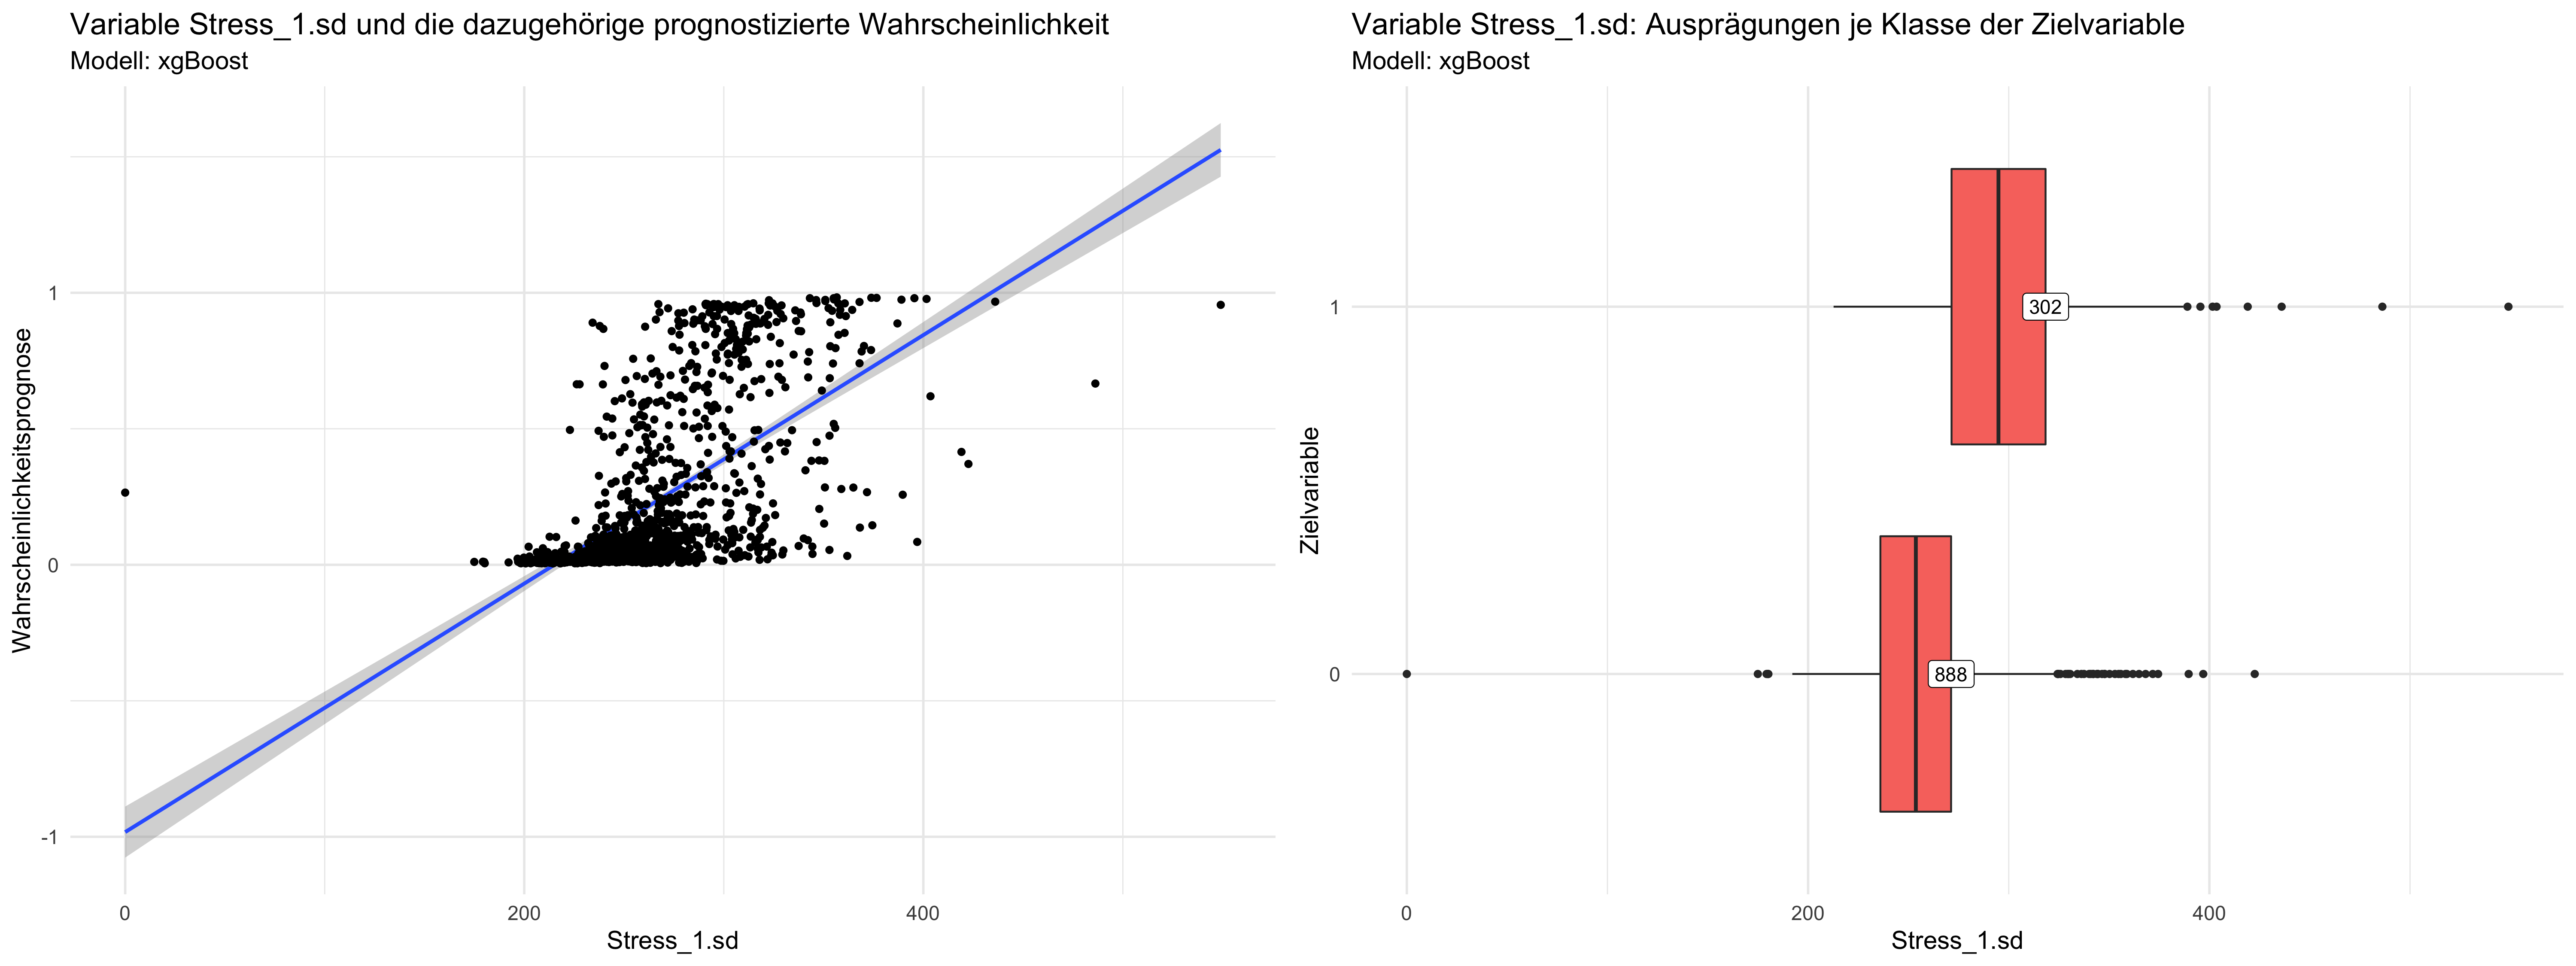 Variable Stress_1.sd und die dazugehörige prognostizierte Wahrscheinlichkeit
Modell: xgBoost
Wahrscheinlichkeitsprognose
1
0
-1
0
200
400
Stress_1.sd
Variable Stress_1.sd: Ausprägungen je Klasse der Zielvariable
Modell: xgBoost
Zielvariable
1
302
0
888
0
200
400
Stress_1.sd